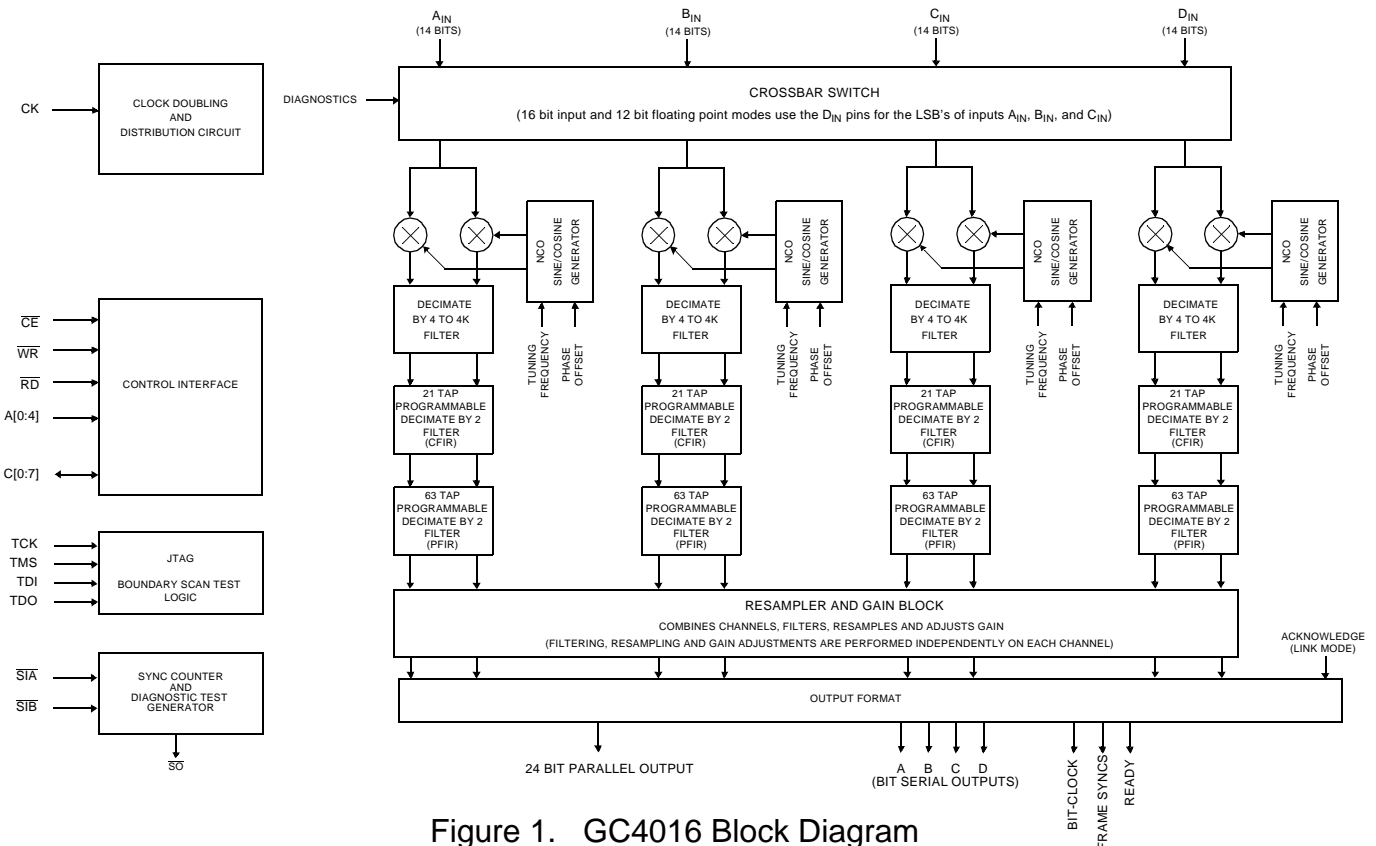 A_IN
(14 BITS)
B_IN
(14 BITS)
C_IN
(14 BITS)
D_IN
(14 BITS)
CK
CLOCK DOUBLING
AND
DISTRIBUTION CIRCUIT
DIAGNOSTICS
CROSSBAR SWITCH
(16 bit input and 12 bit floating point modes use the D_IN pins for the LSB's of inputs A_IN, B_IN, and C_IN)
NCO
SINE/COSINE
GENERATOR
NCO
SINE/COSINE
GENERATOR
NCO
SINE/COSINE
GENERATOR
NCO
SINE/COSINE
GENERATOR
DECIMATE
BY 4 TO 4K
FILTER
DECIMATE
BY 4 TO 4K
FILTER
DECIMATE
BY 4 TO 4K
FILTER
DECIMATE
BY 4 TO 4K
FILTER
TUNING
FREQUENCY
PHASE
OFFSET
TUNING
FREQUENCY
PHASE
OFFSET
TUNING
FREQUENCY
PHASE
OFFSET
TUNING
FREQUENCY
PHASE
OFFSET
CE
WR
RD
A[0:4]
C[0:7]
CONTROL INTERFACE
21 TAP
PROGRAMMABLE
DECIMATE BY 2
FILTER
(CFIR)
21 TAP
PROGRAMMABLE
DECIMATE BY 2
FILTER
(CFIR)
21 TAP
PROGRAMMABLE
DECIMATE BY 2
FILTER
(CFIR)
21 TAP
PROGRAMMABLE
DECIMATE BY 2
FILTER
(CFIR)
63 TAP
PROGRAMMABLE
DECIMATE BY 2
FILTER
(PFIR)
63 TAP
PROGRAMMABLE
DECIMATE BY 2
FILTER
(PFIR)
63 TAP
PROGRAMMABLE
DECIMATE BY 2
FILTER
(PFIR)
63 TAP
PROGRAMMABLE
DECIMATE BY 2
FILTER
(PFIR)
TCK
TMS
TDI
TDO
JTAG
BOUNDARY SCAN TEST
LOGIC
RESAMPLER AND GAIN BLOCK
COMBINES CHANNELS, FILTERS, RESAMPLES AND ADJUSTS GAIN
(FILTERING, RESAMPLING AND GAIN ADJUSTMENTS ARE PERFORMED INDEPENDENTLY ON EACH CHANNEL)
ACKNOWLEDGE
(LINK MODE)
SIA
SIB
SYNC COUNTER
AND
DIAGNOSTIC TEST
GENERATOR
SO
OUTPUT FORMAT
24 BIT PARALLEL OUTPUT
A B C D
(BIT SERIAL OUTPUTS)
BIT-CLOCK
FRAME SYNCS
READY
Figure 1. GC4016 Block Diagram